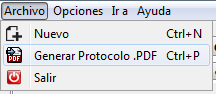 Archivo Opciones Ir a Ayuda
Nuevo Ctrl+N
Generar Protocolo .PDF Ctrl+P
Salir